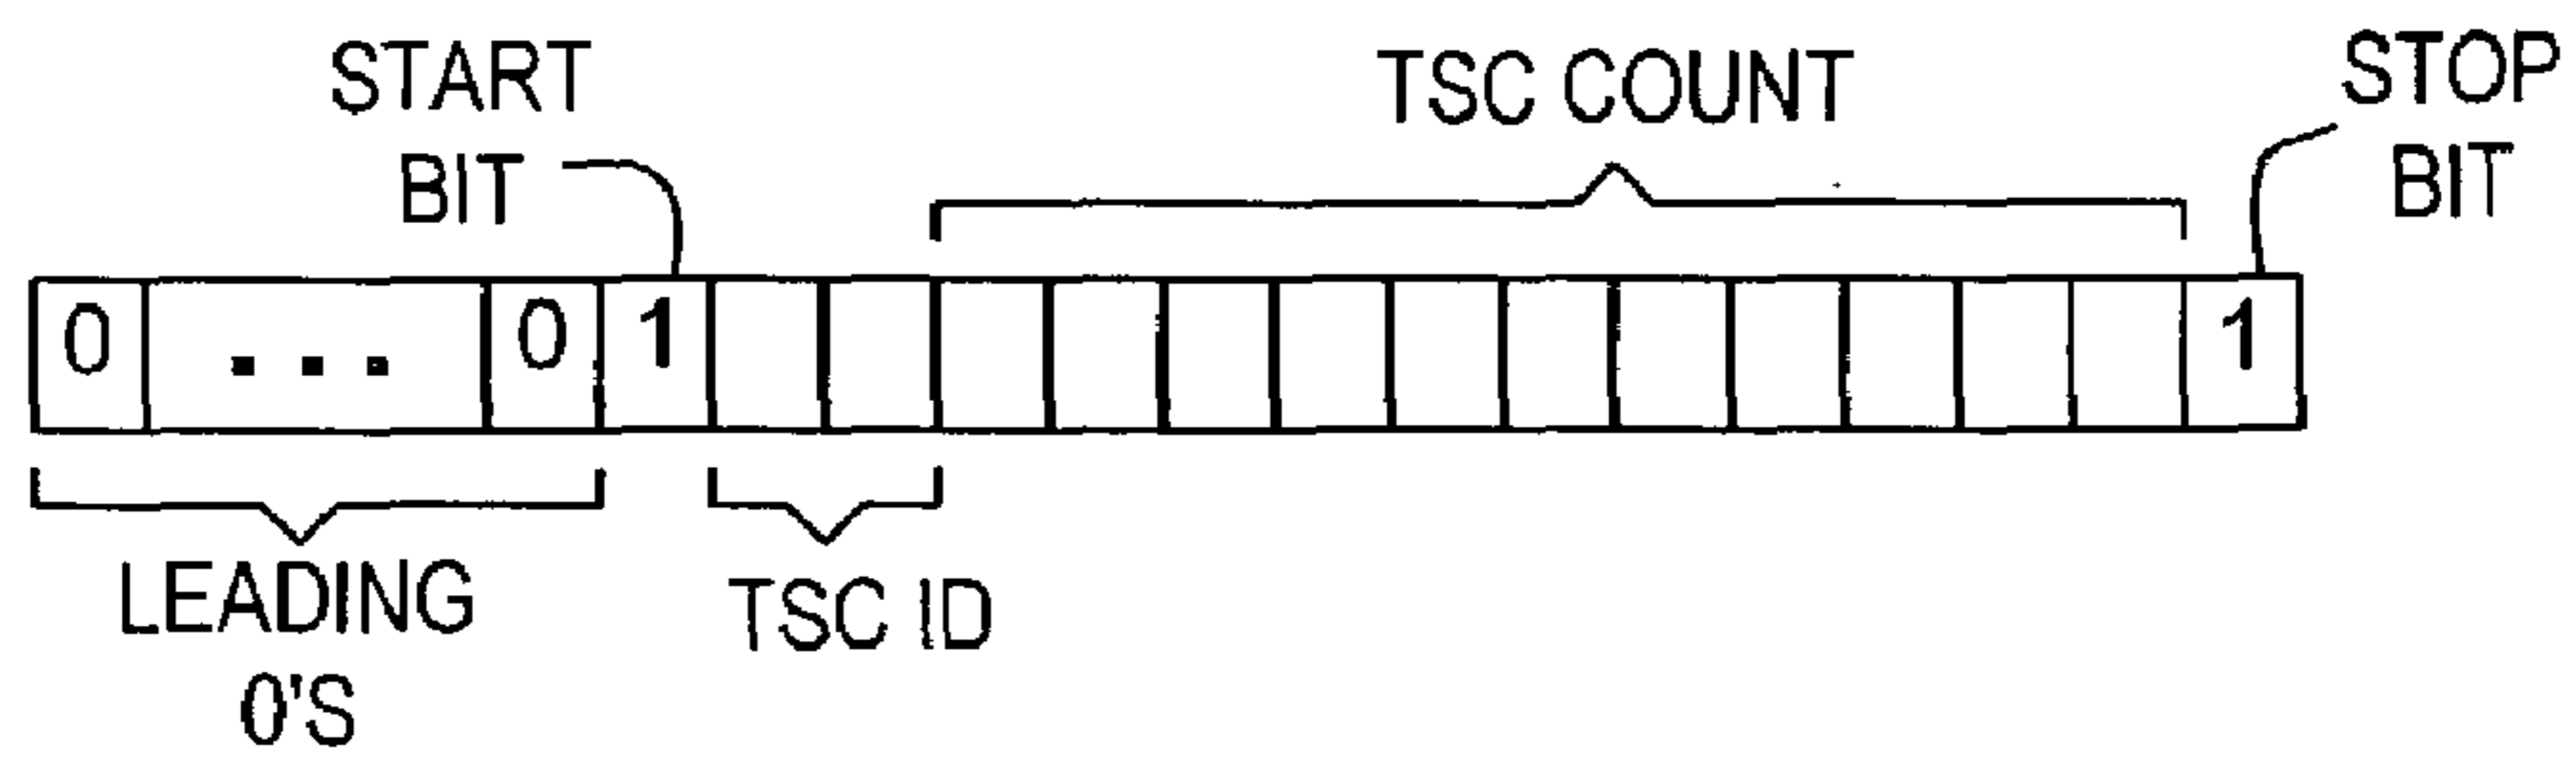 START
BIT
TSC COUNT
STOP
BIT
0 ... 0 1 1
LEADING
0'S
TSC ID